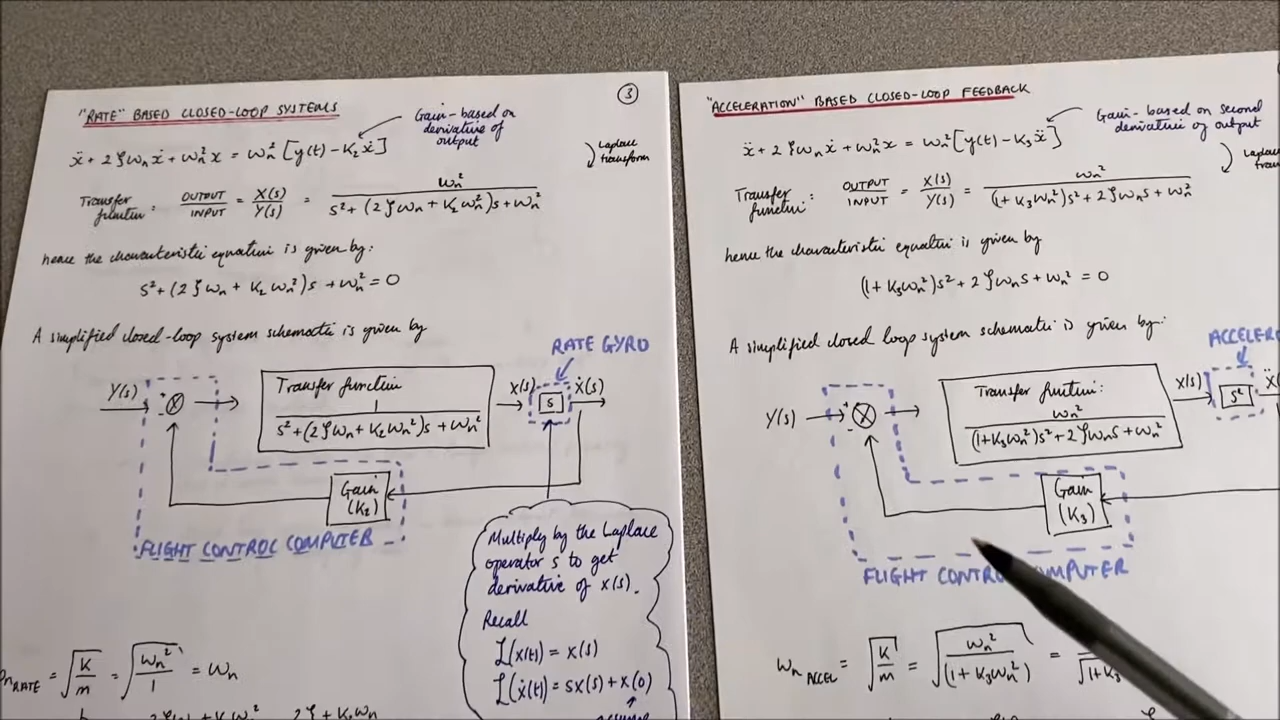 "RATE" BASED CLOSED-LOOP SYSTEMS
③
Gain-based on
derivative of
output
ẍ + 2ζωnẋ + ωn²x = ωn²[y(t) - K₂ẋ]
Laplace
transform
Transfer
function : OUTPUT/INPUT = X(s)/Y(s) = ωn²/(s² + (2ζωn + K₂ωn²)s + ωn²)
hence the characteristic equation is given by:
s² + (2ζωn + K₂ωn²)s + ωn² = 0
A simplified closed-loop system schematic is given by
RATE GYRO
Y(s)
+
-
Transfer function
1/(s² + (2ζωn + K₂ωn²)s + ωn²)
X(s)
s
Ẋ(s)
Gain
(K₂)
FLIGHT CONTROL COMPUTER
Multiply by the Laplace
operator s to get
derivative of X(s).
Recall
ℒ(x(t)) = X(s)
ℒ(ẋ(t)) = sX(s) + x(0)
RATE = √(K/m) = √(ωn²/1) = ωn
"ACCELERATION" BASED CLOSED-LOOP FEEDBACK
Gain-based on second
derivative of output
ẍ + 2ζωnẋ + ωn²x = ωn²[y(t) - K₃ẍ]
Transfer
function : OUTPUT/INPUT = X(s)/Y(s) = ωn²/((1+K₃ωn²)s² + 2ζωns + ωn²)
hence the characteristic equation is given by
(1+K₃ωn²)s² + 2ζωns + ωn² = 0
A simplified closed loop system schematic is given by:
Y(s)
+
-
Transfer function:
ωn²/((1+K₃ωn²)s² + 2ζωns + ωn²)
X(s)
s²
Gain
(K₃)
FLIGHT CONTROL COMPUTER
ωn ACCEL = √(K/m) = √(ωn²/(1+K₃ωn²)) =